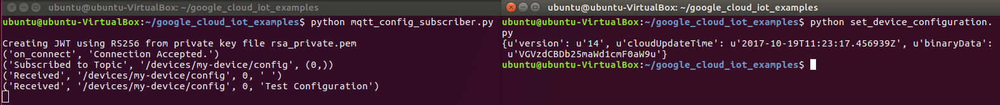 ubuntu@ubuntu-VirtualBox: ~/google_cloud_iot_examples
ubuntu@ubuntu-VirtualBox:~/google_cloud_iot_examples$ python mqtt_config_subscriber.py
Creating JWT using RS256 from private key file rsa_private.pem
('on_connect', 'Connection Accepted.')
('Subscribed to Topic', '/devices/my-device/config', (0,))
('Received', '/devices/my-device/config', 0, ' ')
('Received', '/devices/my-device/config', 0, 'Test Configuration')
ubuntu@ubuntu-VirtualBox: ~/google_cloud_iot_examples
ubuntu@ubuntu-VirtualBox:~/google_cloud_iot_examples$ python set_device_configuration.
py
{u'version': u'14', u'cloudUpdateTime': u'2017-10-19T11:23:17.456939Z', u'binaryData':
 u'VGVzdCBDb25maWd1cmF0aW9u'}
ubuntu@ubuntu-VirtualBox:~/google_cloud_iot_examples$